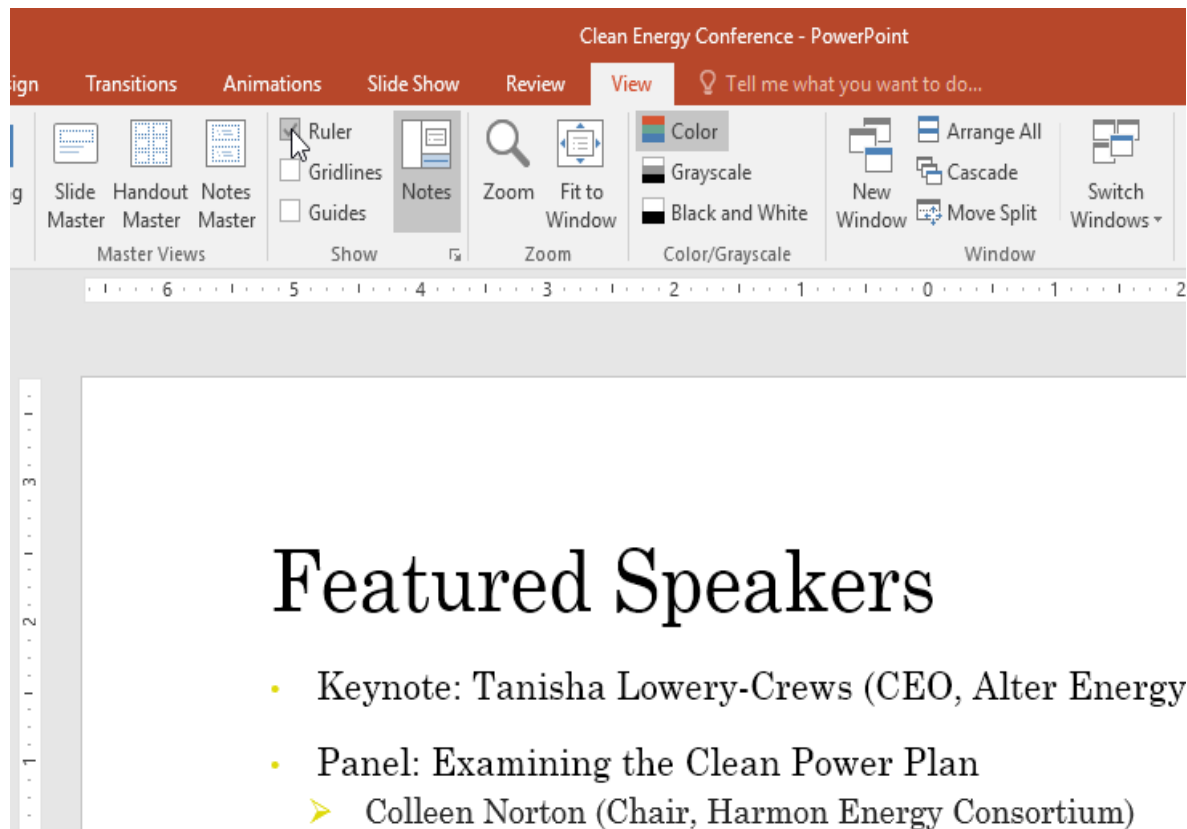 Clean Energy Conference - PowerPoint
ign Transitions Animations Slide Show Review View Tell me what you want to do...
Ruler Color Arrange All
Gridlines Grayscale Cascade
g Slide Handout Notes Notes Zoom Fit to New Switch
Master Master Master Guides Window Black and White Window Move Split Windows
Master Views Show Zoom Color/Grayscale Window
6 5 4 3 2 1 0 1 2
3
2
1
Featured Speakers
• Keynote: Tanisha Lowery-Crews (CEO, Alter Energy
• Panel: Examining the Clean Power Plan
➢ Colleen Norton (Chair, Harmon Energy Consortium)